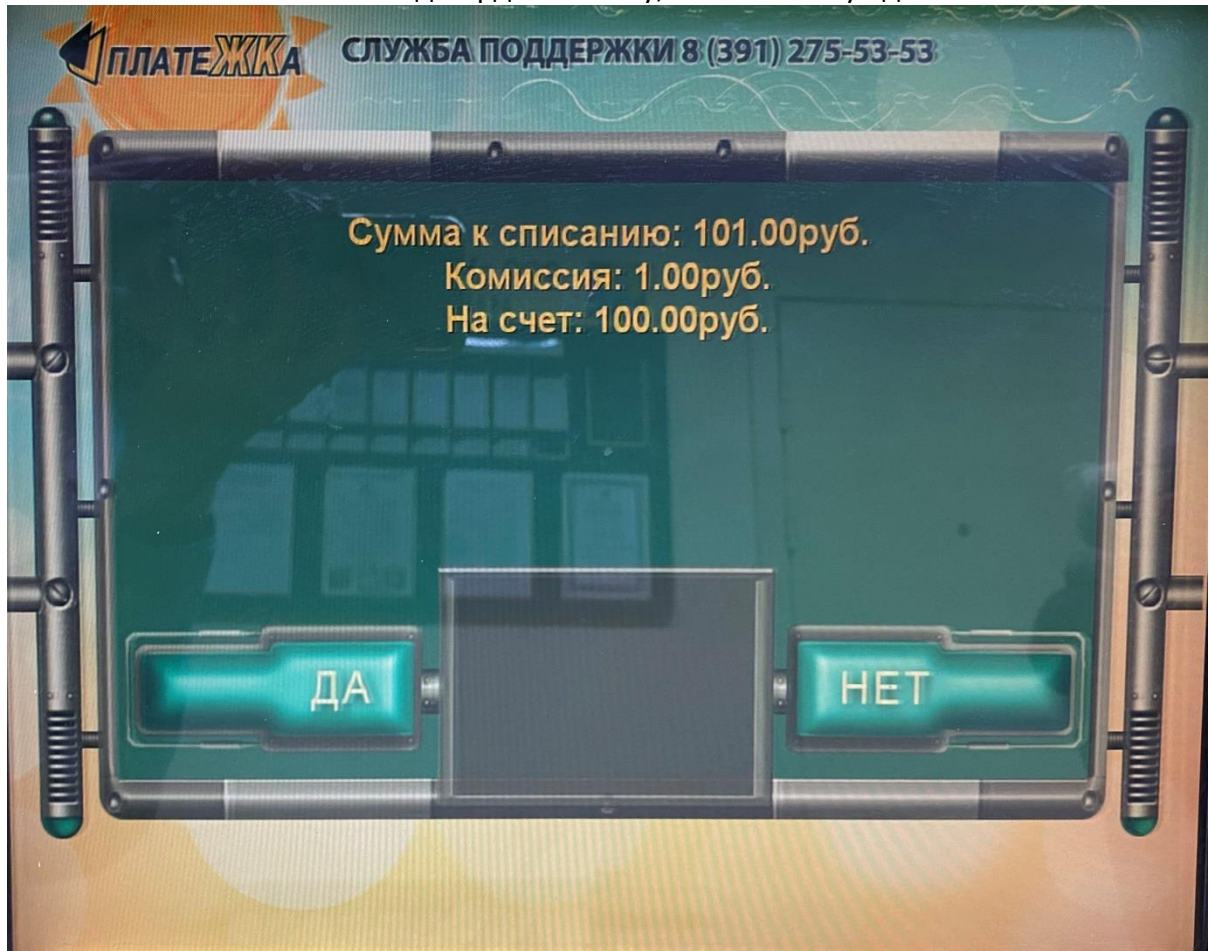 ПЛАТЕЖКА СЛУЖБА ПОДДЕРЖКИ 8 (391) 275-53-53
Сумма к списанию: 101.00руб.
Комиссия: 1.00руб.
На счет: 100.00руб.
ДА НЕТ